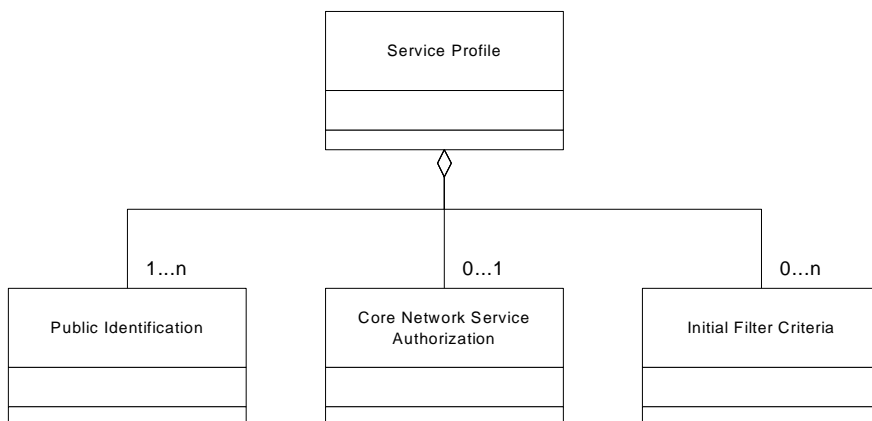 Service Profile
1...n
0...1
0...n
Public Identification
Core Network Service
Authorization
Initial Filter Criteria